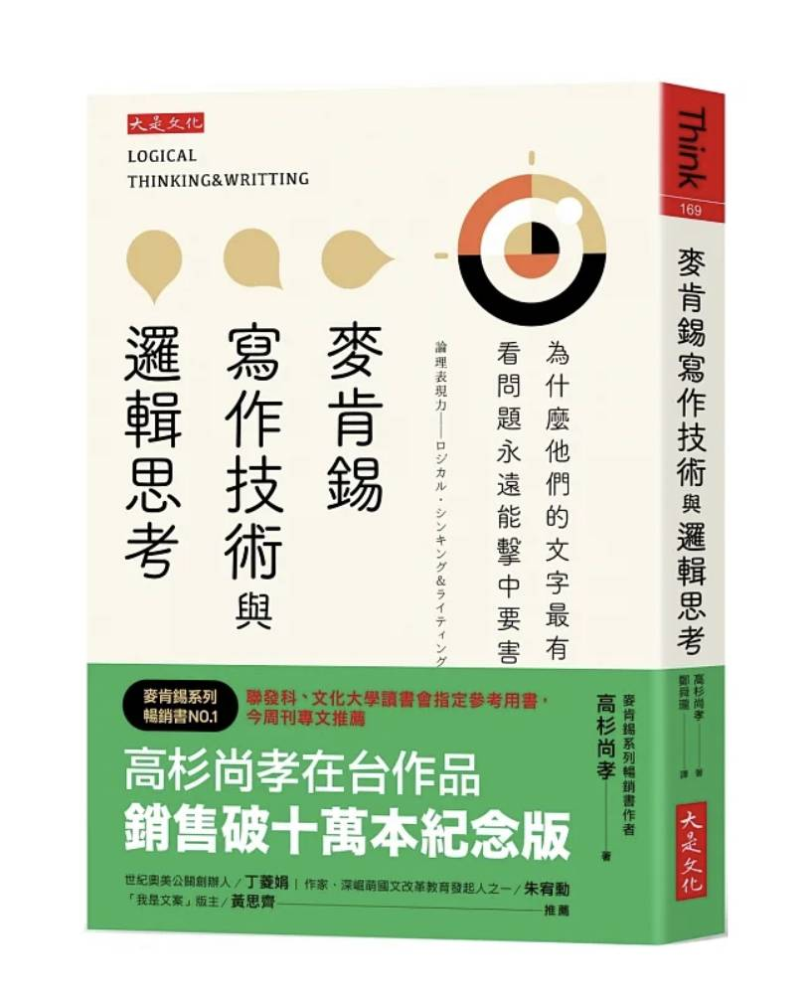 大是文化
LOGICAL
THINKING&WRITTING
麥肯錫
寫作技術與
邏輯思考
為什麼他們的文字最有
看問題永遠能擊中要害
論理表現力——ロジカル・シンキング&ライティング
麥肯錫系列
暢銷書NO.1
聯發科、文化大學讀書會指定參考用書，
今周刊專文推薦
高杉尚孝在台作品
銷售破十萬本紀念版
世紀奧美公關創辦人/丁菱娟｜作家、深崛萌國文改革教育發起人之一/朱宥勳
「我是文案」版主/黃思齊——推薦
麥肯錫系列暢銷書作者
高杉尚孝——著
Think
169
麥肯錫寫作技術與邏輯思考
高杉尚孝——著
鄭舜瓏——譯
大是文化